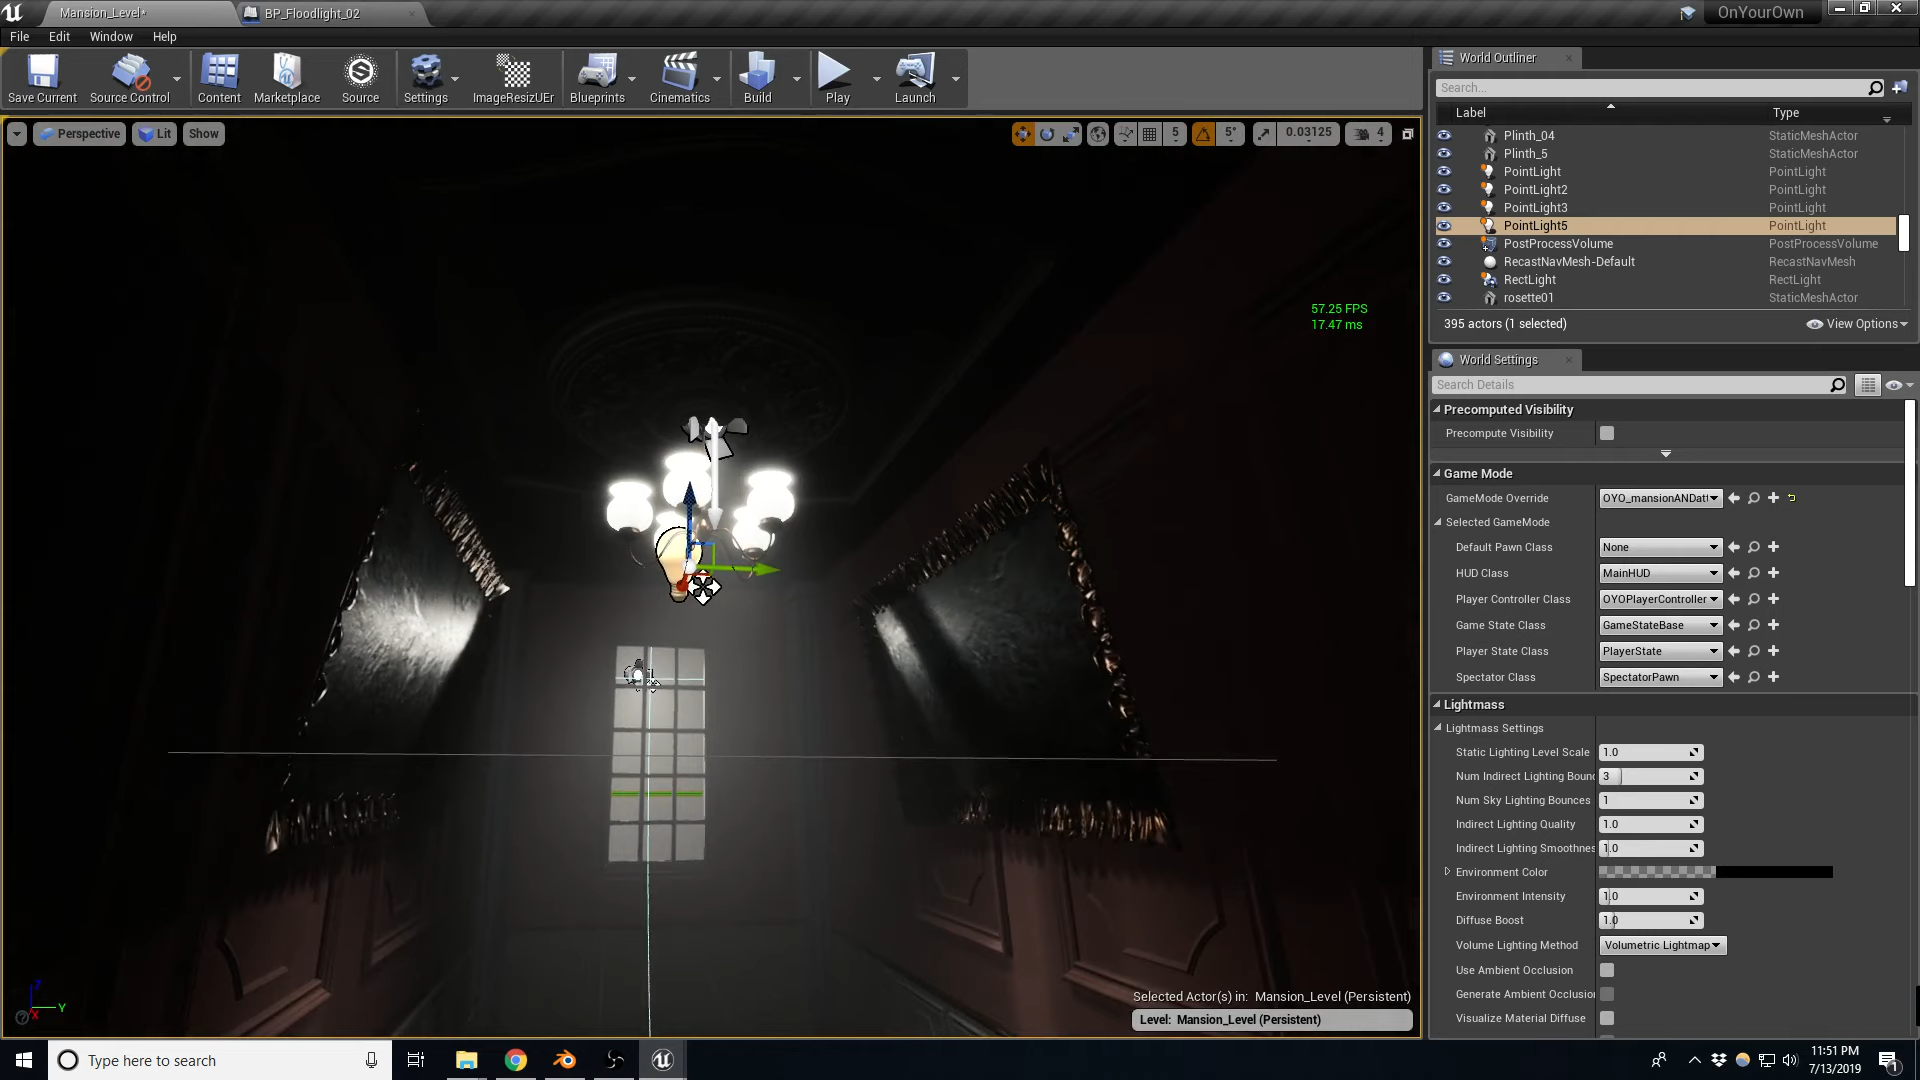 Mansion_Level*
BP_Floodlight_02
OnYourOwn
File Edit Window Help
Save Current
Source Control
Content
Marketplace
Source
Settings
ImageResizUEr
Blueprints
Cinematics
Build
Play
Launch
Perspective
Lit
Show
5
5°
0.03125
4
57.25 FPS
17.47 ms
Selected Actor(s) in: Mansion_Level (Persistent)
Level: Mansion_Level (Persistent)
X
Y
Z
World Outliner
Search...
Label Type
Plinth_04 StaticMeshActor
Plinth_5 StaticMeshActor
PointLight PointLight
PointLight2 PointLight
PointLight3 PointLight
PointLight5 PointLight
PostProcessVolume PostProcessVolume
RecastNavMesh-Default RecastNavMesh
RectLight RectLight
rosette01 StaticMeshActor
395 actors (1 selected)
View Options
World Settings
Search Details
Precomputed Visibility
Precompute Visibility
Game Mode
GameMode Override OYO_mansionANDatt
Selected GameMode
Default Pawn Class None
HUD Class MainHUD
Player Controller Class OYOPlayerController
Game State Class GameStateBase
Player State Class PlayerState
Spectator Class SpectatorPawn
Lightmass
Lightmass Settings
Static Lighting Level Scale 1.0
Num Indirect Lighting Bounc 3
Num Sky Lighting Bounces 1
Indirect Lighting Quality 1.0
Indirect Lighting Smoothnes 1.0
Environment Color
Environment Intensity 1.0
Diffuse Boost 1.0
Volume Lighting Method Volumetric Lightmap
Use Ambient Occlusion
Generate Ambient Occlusion
Visualize Material Diffuse
Type here to search
11:51 PM
7/13/2019
1